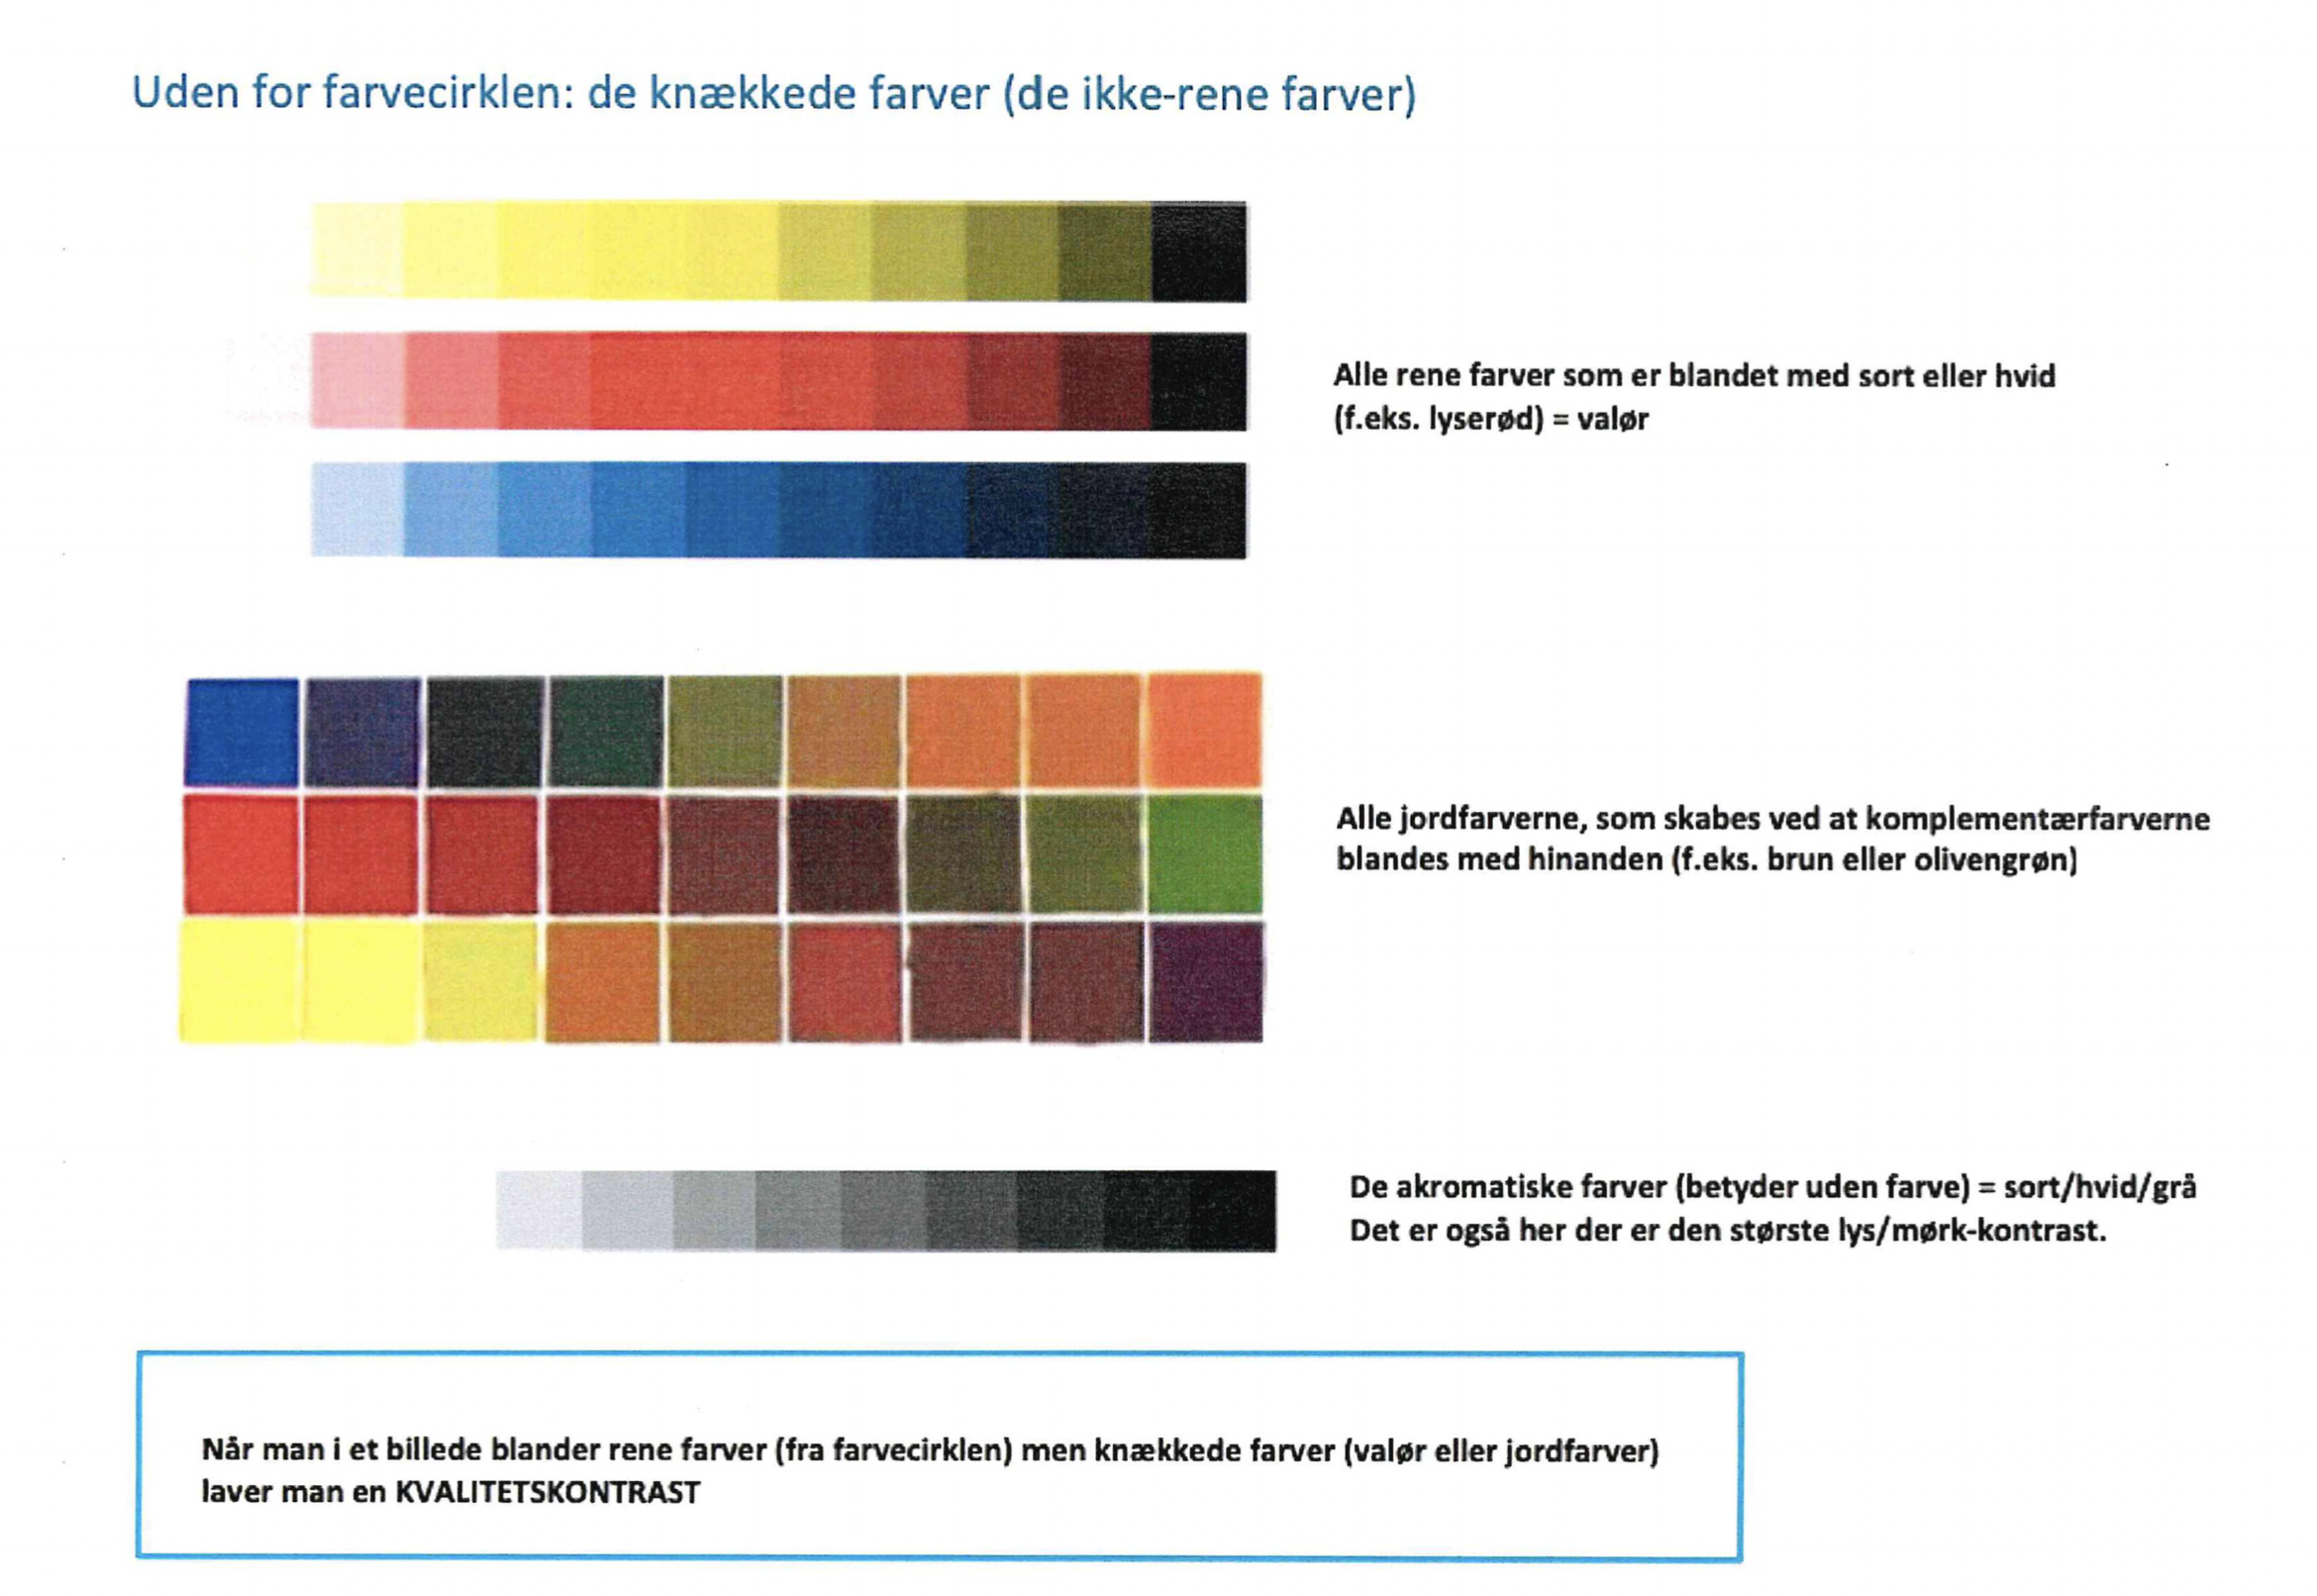 Uden for farvecirklen: de knækkede farver (de ikke-rene farver)
Alle rene farver som er blandet med sort eller hvid
(f.eks. lyserød) = valør
Alle jordfarverne, som skabes ved at komplementærfarverne
blandes med hinanden (f.eks. brun eller olivengrøn)
De akromatiske farver (betyder uden farve) = sort/hvid/grå
Det er også her der er den største lys/mørk-kontrast.
Når man i et billede blander rene farver (fra farvecirklen) men knækkede farver (valør eller jordfarver)
laver man en KVALITETSKONTRAST